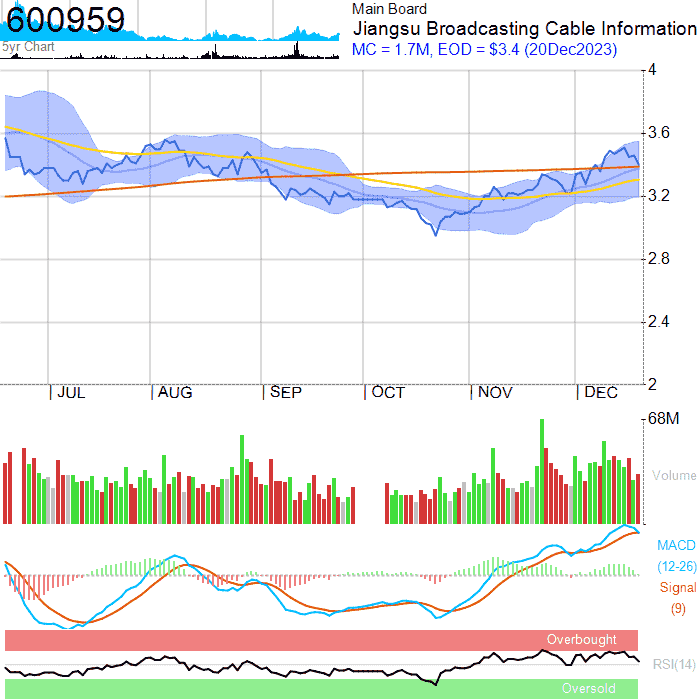 600959
5yr Chart
Main Board
Jiangsu Broadcasting Cable Information
MC = 1.7M, EOD = $3.4 (20Dec2023)
4
3.6
3.2
2.8
2.4
2
JUL AUG SEP OCT NOV DEC
68M
Volume
MACD
(12-26)
Signal
(9)
Overbought
RSI(14)
Oversold